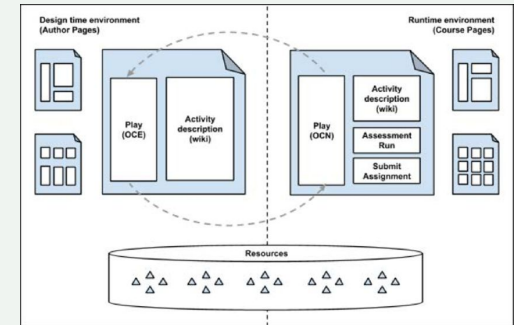 Design time environment
(Author Pages)
Runtime environment
(Course Pages)
Play
(OCE)
Activity
description
(wiki)
Play
(OCN)
Activity
description
(wiki)
Assessment
Run
Submit
Assignment
Resources